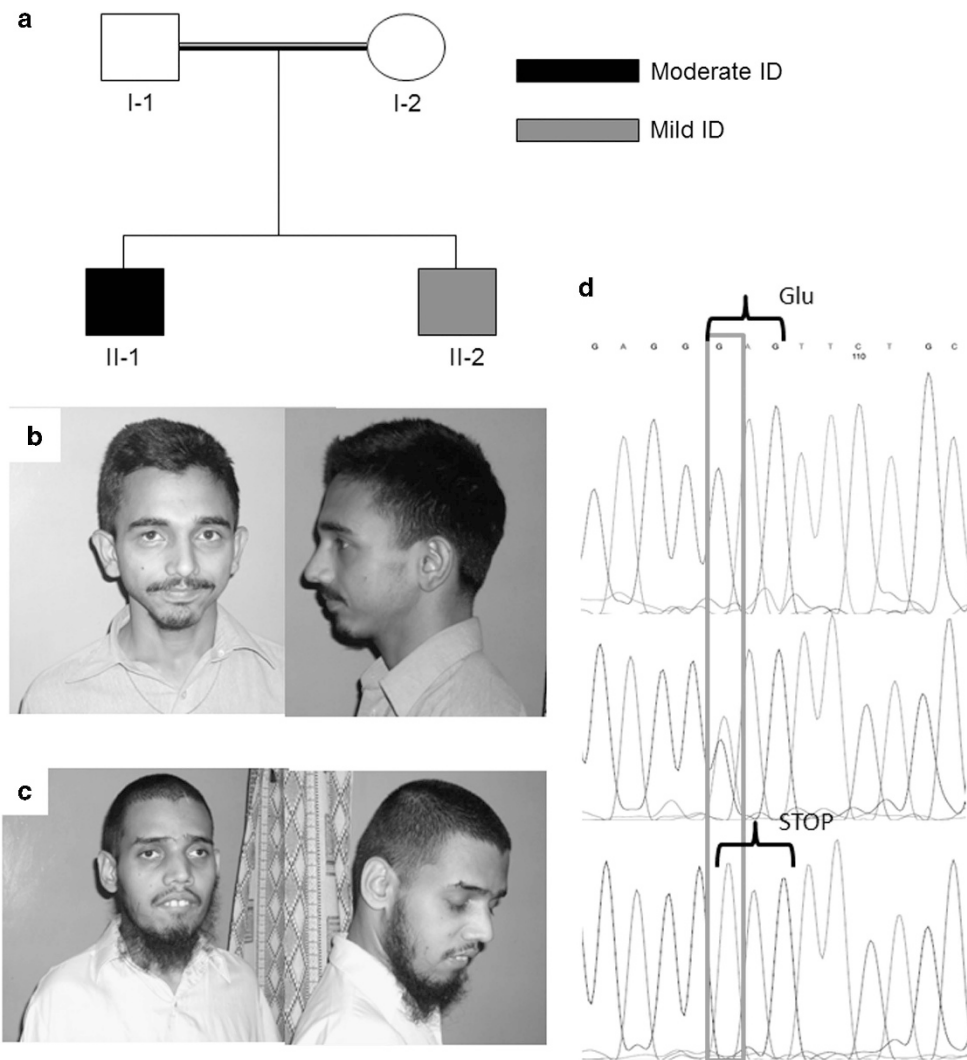 a
I-1
I-2
Moderate ID
Mild ID
II-1
II-2
b
c
d
Glu
G A G G G A G T T C T G C
110
STOP